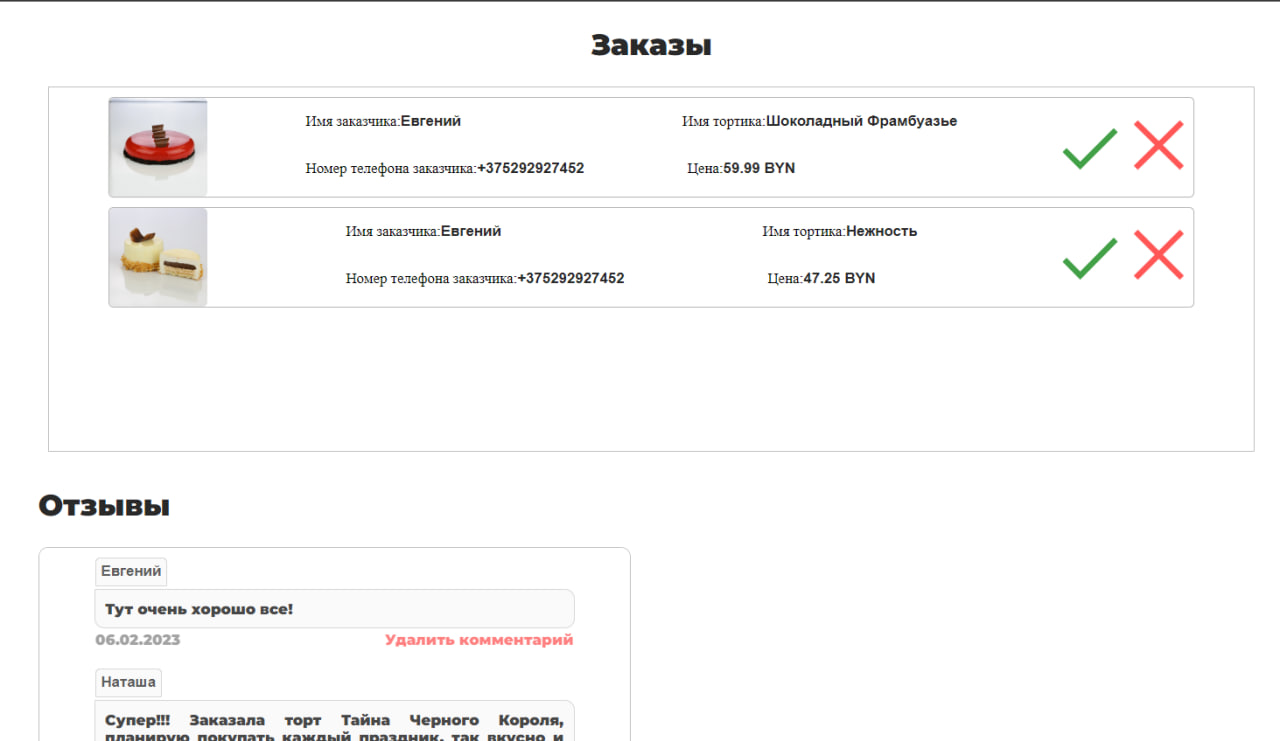 Заказы
Имя заказчика:Евгений Имя тортика:Шоколадный Фрамбуазье
Номер телефона заказчика:+375292927452 Цена:59.99 BYN
Имя заказчика:Евгений Имя тортика:Нежность
Номер телефона заказчика:+375292927452 Цена:47.25 BYN
Отзывы
Евгений
Тут очень хорошо все!
06.02.2023 Удалить комментарий
Наташа
Супер!!! Заказала торт Тайна Черного Короля,
планирую покупать каждый праздник, так вкусно и